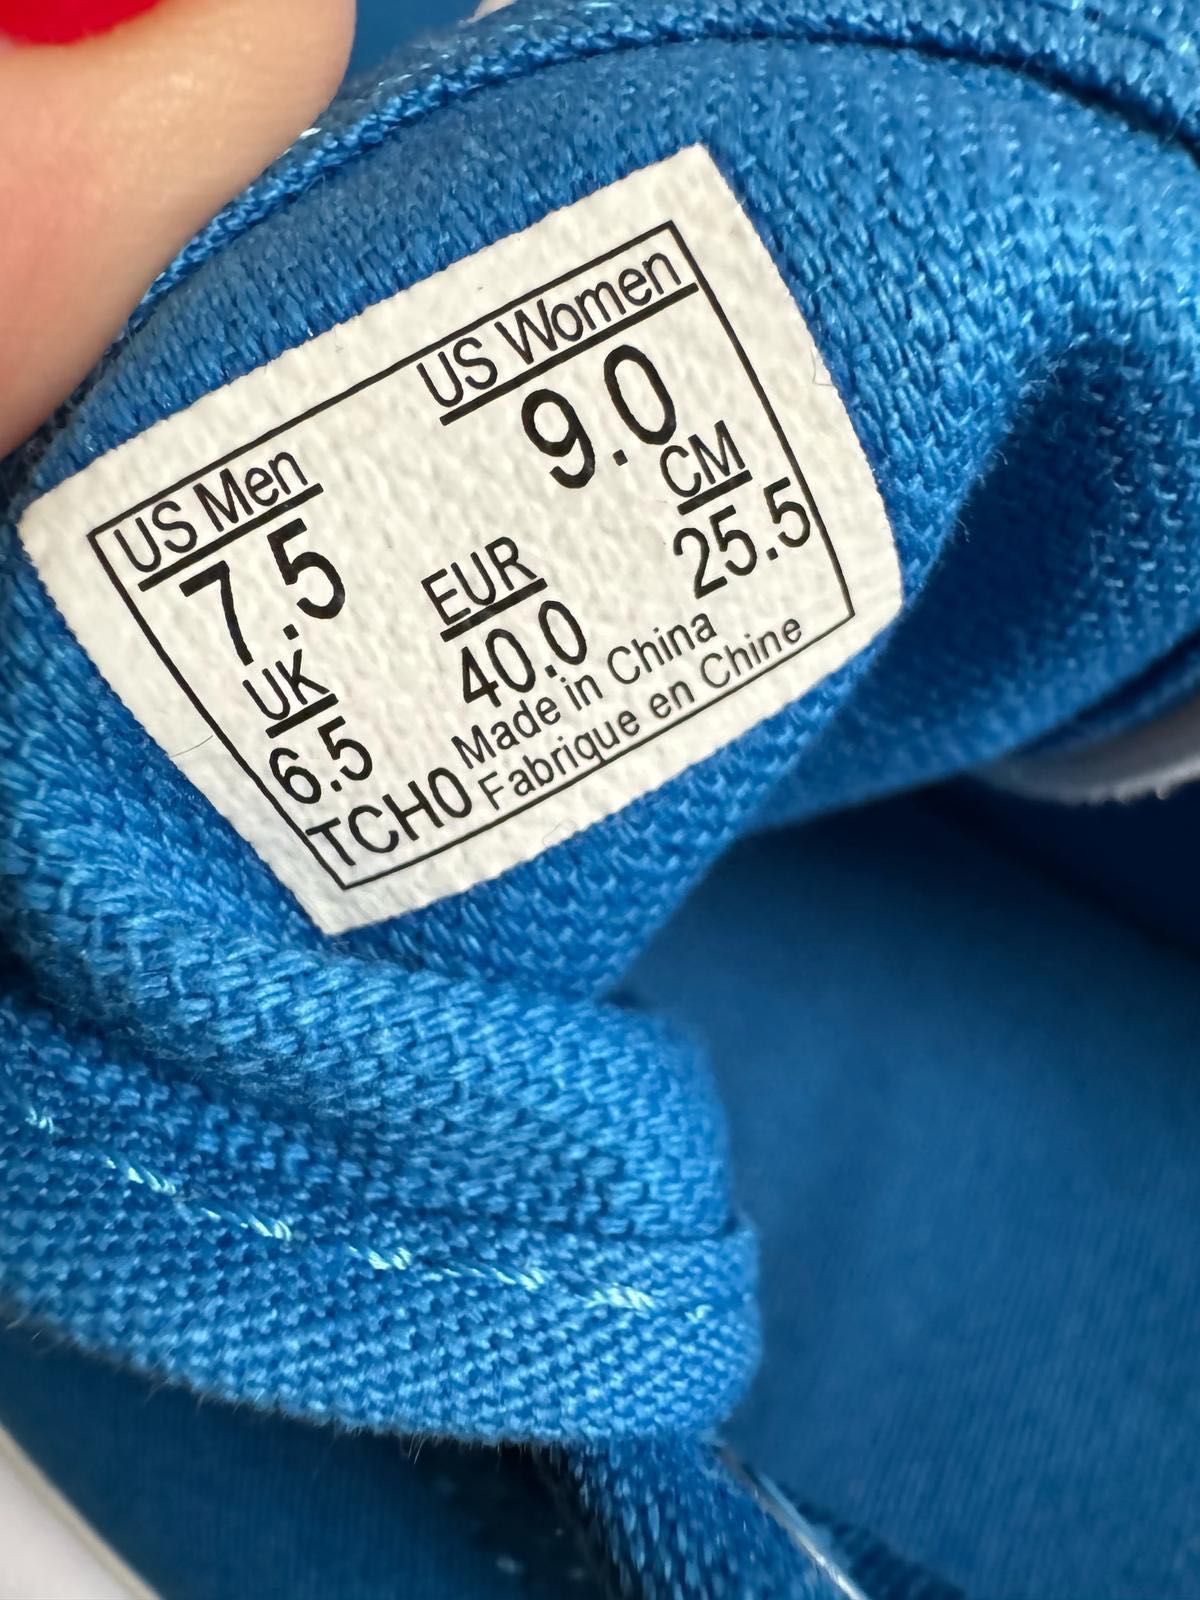 US Men US Women
7.5 9.0
UK EUR CM
6.5 40.0 25.5
TCH0 Made in China
Fabrique en Chine